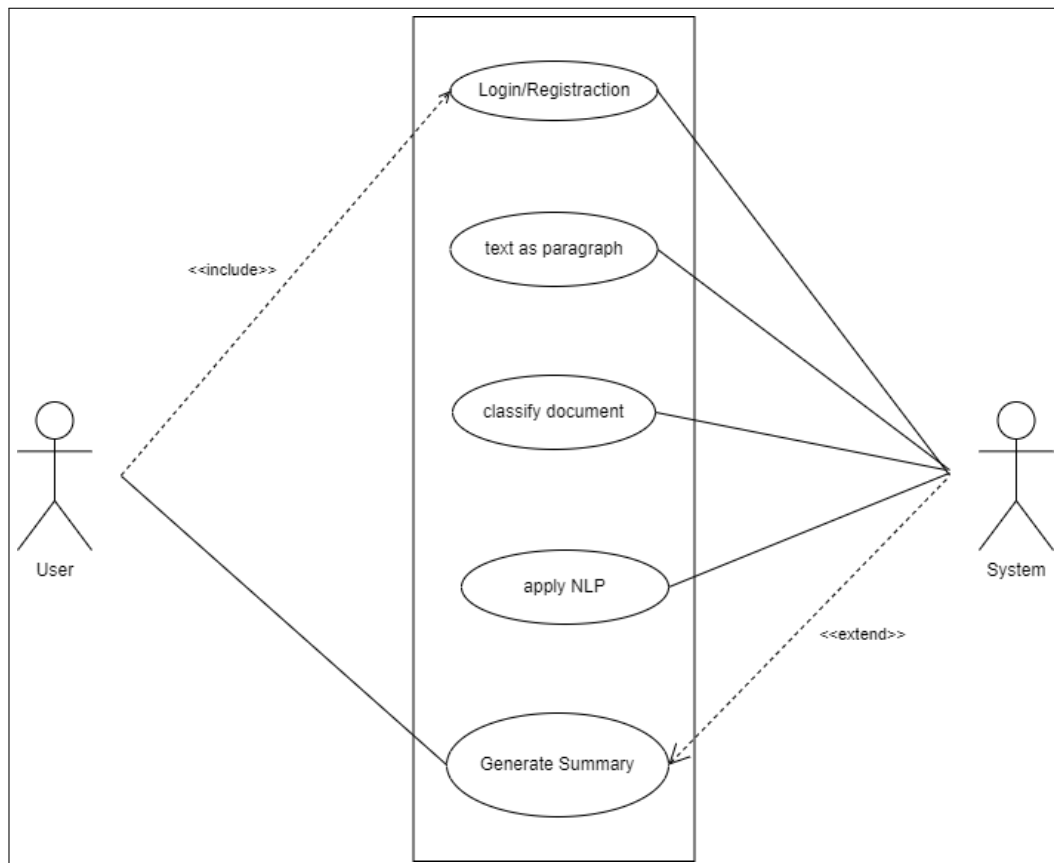 Login/Registraction
text as paragraph
<<include>>
classify document
User
System
apply NLP
<<extend>>
Generate Summary